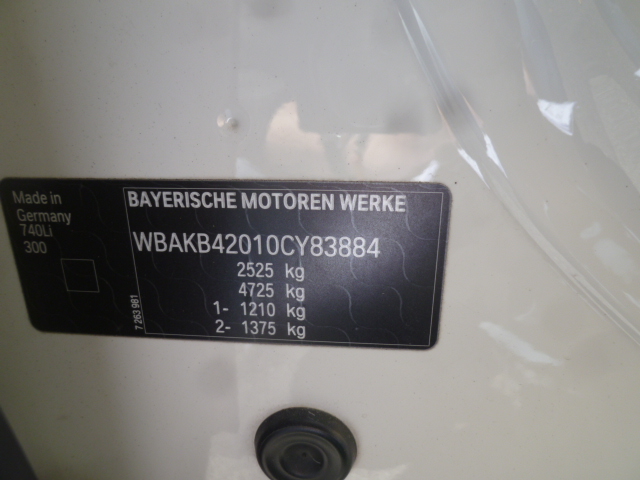 Made in
Germany
740Li
300
7 263 961
BAYERISCHE MOTOREN WERKE
WBAKB42010CY83884
2525 kg
4725 kg
1- 1210 kg
2- 1375 kg